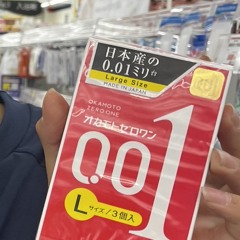 日本産の
0.01ミリ台
Large Size
MADE IN JAPAN
OKAMOTO
ZERO ONE
オカモトゼロワン
0.01
Lサイズ/3個入